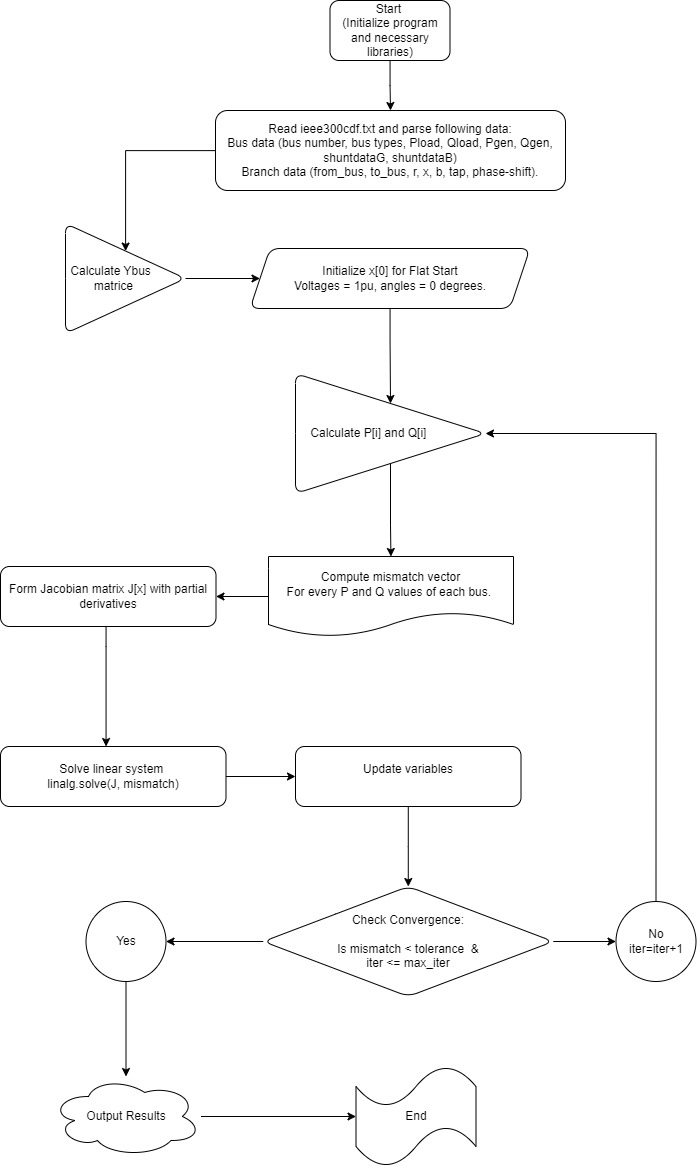 Start
(Initialize program
and necessary
libraries)
Read ieee300cdf.txt and parse following data:
Bus data (bus number, bus types, Pload, Qload, Pgen, Qgen,
shuntdataG, shuntdataB)
Branch data (from_bus, to_bus, r, x, b, tap, phase-shift).
Calculate Ybus
matrice
Initialize x[0] for Flat Start
Voltages = 1pu, angles = 0 degrees.
Calculate P[i] and Q[i]
Compute mismatch vector
For every P and Q values of each bus.
Form Jacobian matrix J[x] with partial
derivatives
Solve linear system
linalg.solve(J, mismatch)
Update variables
Check Convergence:
Is mismatch < tolerance &
iter <= max_iter
Yes
No
iter=iter+1
Output Results
End